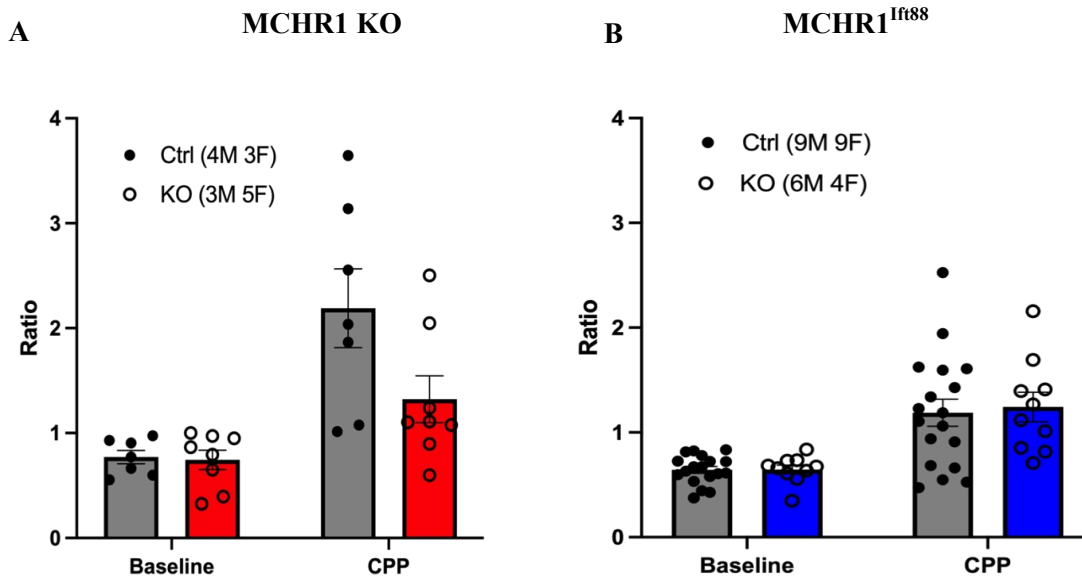 A
MCHR1 KO
4
3
2
1
0
Ratio
Ctrl (4M 3F)
KO (3M 5F)
Baseline
CPP
B
MCHR1Ift88
4
3
2
1
0
Ratio
Ctrl (9M 9F)
KO (6M 4F)
Baseline
CPP